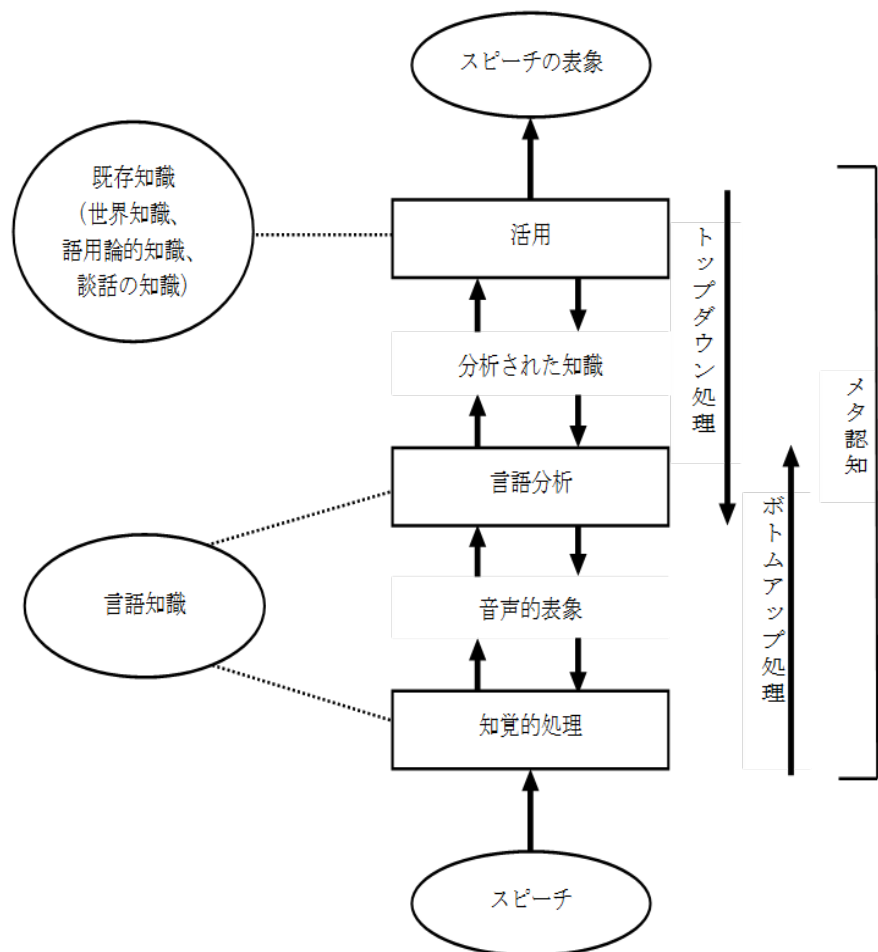 スピーチの表象
既存知識
(世界知識、
語用論的知識、
談話の知識)
活用
トップダウン処理
分析された知識
メタ認知
言語分析
ボトムアップ処理
言語知識
音声的表象
知覚的処理
スピーチ